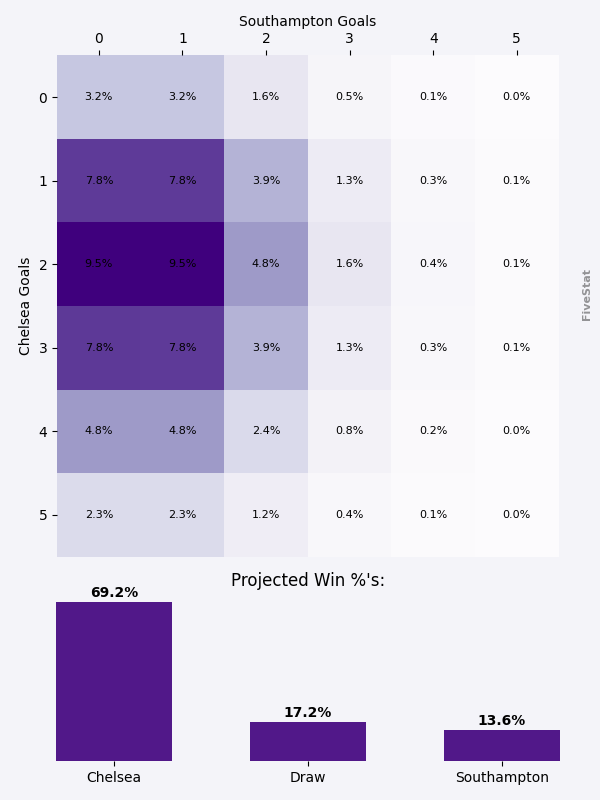 Southampton Goals
0 1 2 3 4 5
0 3.2% 3.2% 1.6% 0.5% 0.1% 0.0%
1 7.8% 7.8% 3.9% 1.3% 0.3% 0.1%
2 9.5% 9.5% 4.8% 1.6% 0.4% 0.1%
3 7.8% 7.8% 3.9% 1.3% 0.3% 0.1%
4 4.8% 4.8% 2.4% 0.8% 0.2% 0.0%
5 2.3% 2.3% 1.2% 0.4% 0.1% 0.0%
Chelsea Goals
FiveStat
Projected Win %'s:
69.2% 17.2% 13.6%
Chelsea Draw Southampton